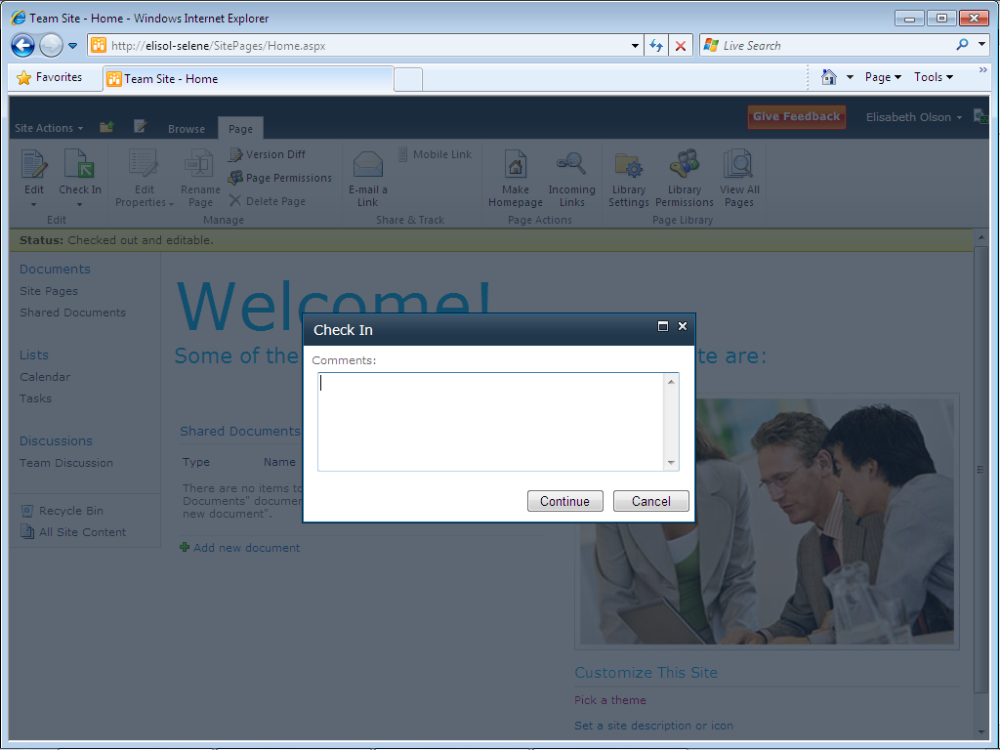 Team Site - Home - Windows Internet Explorer
http://elisol-selene/SitePages/Home.aspx
Live Search
Favorites
Team Site - Home
Page
Tools
Site Actions
Browse
Page
Give Feedback
Elisabeth Olson
Edit
Check In
Edit
Properties
Rename
Page
Version Diff
Page Permissions
Delete Page
E-mail a
Link
Mobile Link
Make
Homepage
Incoming
Links
Library
Settings
Library
Permissions
View All
Pages
Edit
Manage
Share & Track
Page Actions
Page Library
Status: Checked out and editable.
Documents
Site Pages
Shared Documents
Lists
Calendar
Tasks
Discussions
Team Discussion
Recycle Bin
All Site Content
Welcome!
Some of the
te are:
Shared Documents
Type Name
There are no items to
Documents" documen
new document".
Add new document
Check In
Comments:
Continue
Cancel
Customize This Site
Pick a theme
Set a site description or icon